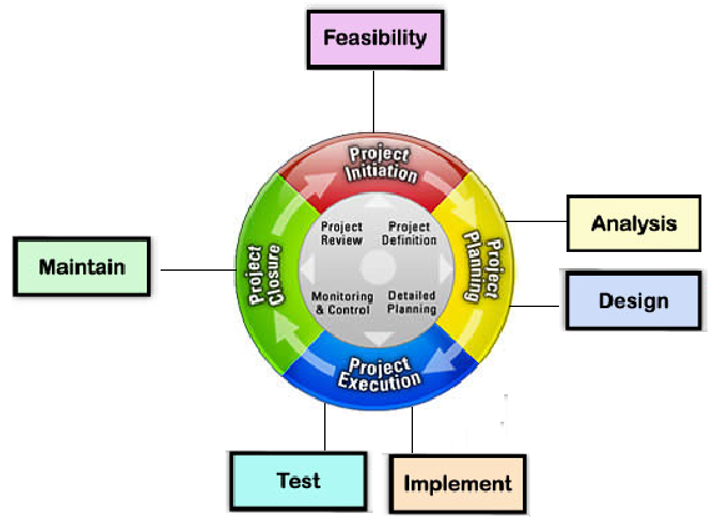 Feasibility
Project
Initiation
Project
Review
Project
Definition
Analysis
Project
Planning
Maintain
Project
Closure
Design
Monitoring
& Control
Detailed
Planning
Project
Execution
Test
Implement